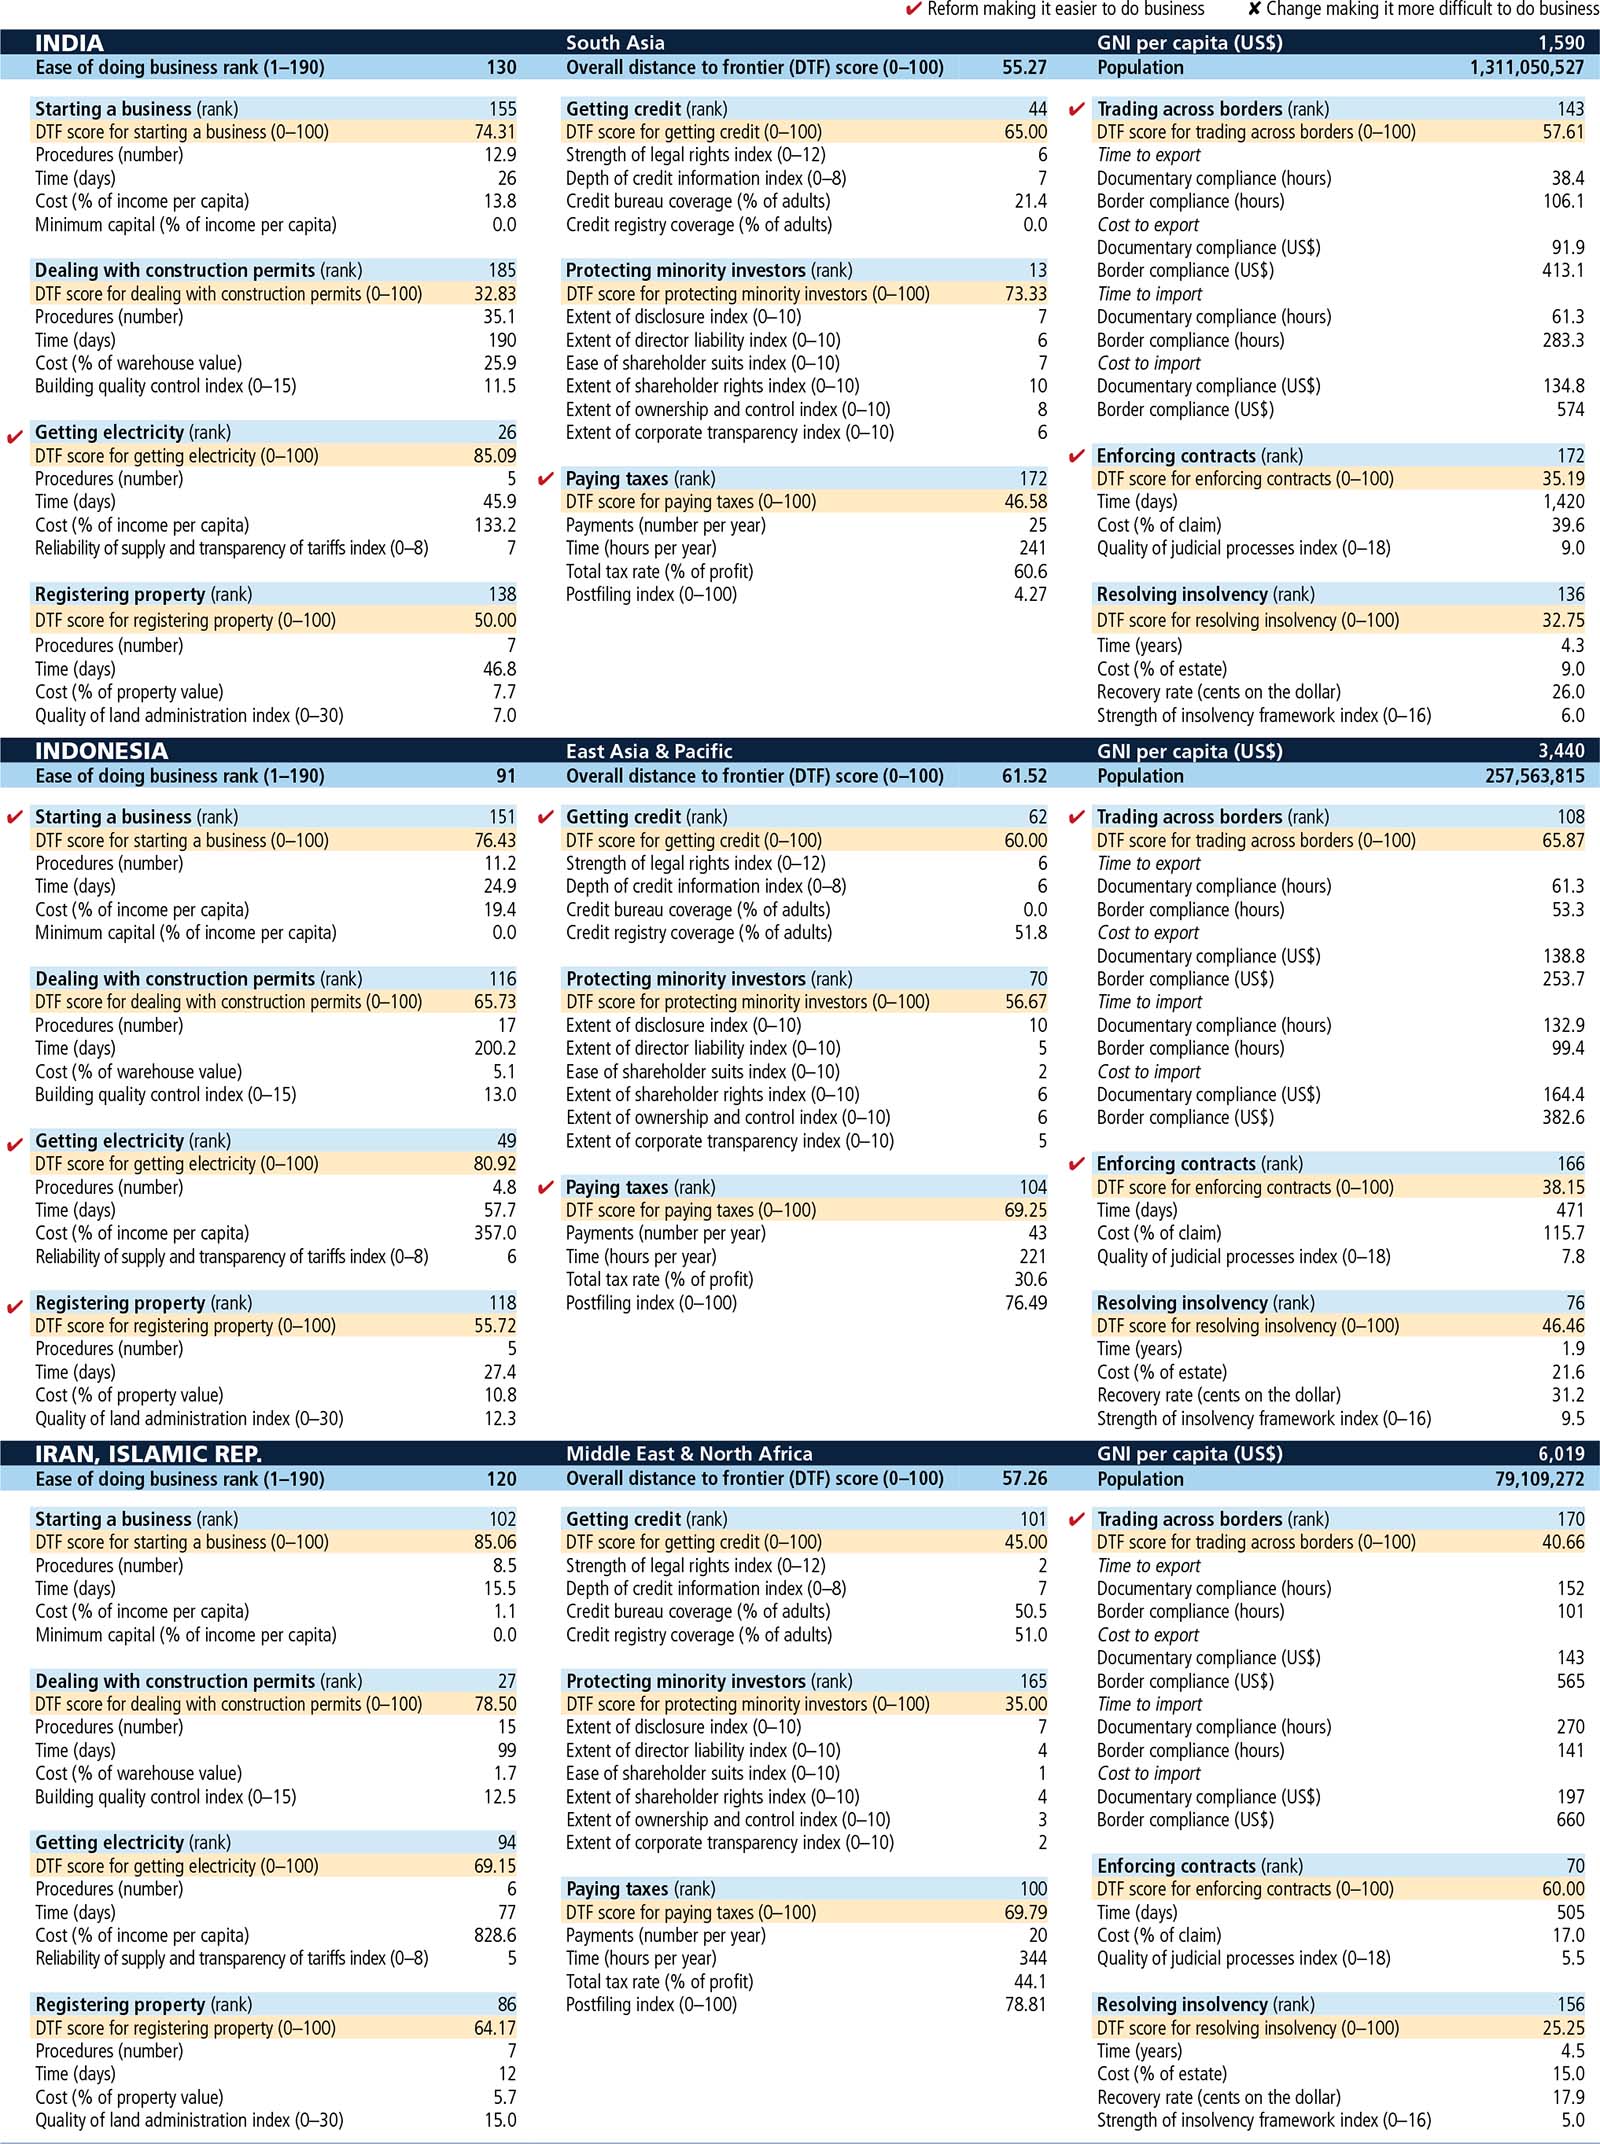 ✔ Reform making it easier to do business ✘ Change making it more difficult to do business
INDIA South Asia GNI per capita (US$) 1,590
Ease of doing business rank (1–190) 130 Overall distance to frontier (DTF) score (0–100) 55.27 Population 1,311,050,527
Starting a business (rank) 155
DTF score for starting a business (0–100) 74.31
Procedures (number) 12.9
Time (days) 26
Cost (% of income per capita) 13.8
Minimum capital (% of income per capita) 0.0
Dealing with construction permits (rank) 185
DTF score for dealing with construction permits (0–100) 32.83
Procedures (number) 35.1
Time (days) 190
Cost (% of warehouse value) 25.9
Building quality control index (0–15) 11.5
✔ Getting electricity (rank) 26
DTF score for getting electricity (0–100) 85.09
Procedures (number) 5
Time (days) 45.9
Cost (% of income per capita) 133.2
Reliability of supply and transparency of tariffs index (0–8) 7
Registering property (rank) 138
DTF score for registering property (0–100) 50.00
Procedures (number) 7
Time (days) 46.8
Cost (% of property value) 7.7
Quality of land administration index (0–30) 7.0
Getting credit (rank) 44
DTF score for getting credit (0–100) 65.00
Strength of legal rights index (0–12) 6
Depth of credit information index (0–8) 7
Credit bureau coverage (% of adults) 21.4
Credit registry coverage (% of adults) 0.0
Protecting minority investors (rank) 13
DTF score for protecting minority investors (0–100) 73.33
Extent of disclosure index (0–10) 7
Extent of director liability index (0–10) 6
Ease of shareholder suits index (0–10) 7
Extent of shareholder rights index (0–10) 10
Extent of ownership and control index (0–10) 8
Extent of corporate transparency index (0–10) 6
✔ Paying taxes (rank) 172
DTF score for paying taxes (0–100) 46.58
Payments (number per year) 25
Time (hours per year) 241
Total tax rate (% of profit) 60.6
Postfiling index (0–100) 4.27
✔ Trading across borders (rank) 143
DTF score for trading across borders (0–100) 57.61
Time to export
Documentary compliance (hours) 38.4
Border compliance (hours) 106.1
Cost to export
Documentary compliance (US$) 91.9
Border compliance (US$) 413.1
Time to import
Documentary compliance (hours) 61.3
Border compliance (hours) 283.3
Cost to import
Documentary compliance (US$) 134.8
Border compliance (US$) 574
✔ Enforcing contracts (rank) 172
DTF score for enforcing contracts (0–100) 35.19
Time (days) 1,420
Cost (% of claim) 39.6
Quality of judicial processes index (0–18) 9.0
Resolving insolvency (rank) 136
DTF score for resolving insolvency (0–100) 32.75
Time (years) 4.3
Cost (% of estate) 9.0
Recovery rate (cents on the dollar) 26.0
Strength of insolvency framework index (0–16) 6.0
INDONESIA East Asia & Pacific GNI per capita (US$) 3,440
Ease of doing business rank (1–190) 91 Overall distance to frontier (DTF) score (0–100) 61.52 Population 257,563,815
✔ Starting a business (rank) 151
DTF score for starting a business (0–100) 76.43
Procedures (number) 11.2
Time (days) 24.9
Cost (% of income per capita) 19.4
Minimum capital (% of income per capita) 0.0
Dealing with construction permits (rank) 116
DTF score for dealing with construction permits (0–100) 65.73
Procedures (number) 17
Time (days) 200.2
Cost (% of warehouse value) 5.1
Building quality control index (0–15) 13.0
✔ Getting electricity (rank) 49
DTF score for getting electricity (0–100) 80.92
Procedures (number) 4.8
Time (days) 57.7
Cost (% of income per capita) 357.0
Reliability of supply and transparency of tariffs index (0–8) 6
✔ Registering property (rank) 118
DTF score for registering property (0–100) 55.72
Procedures (number) 5
Time (days) 27.4
Cost (% of property value) 10.8
Quality of land administration index (0–30) 12.3
✔ Getting credit (rank) 62
DTF score for getting credit (0–100) 60.00
Strength of legal rights index (0–12) 6
Depth of credit information index (0–8) 6
Credit bureau coverage (% of adults) 0.0
Credit registry coverage (% of adults) 51.8
Protecting minority investors (rank) 70
DTF score for protecting minority investors (0–100) 56.67
Extent of disclosure index (0–10) 10
Extent of director liability index (0–10) 5
Ease of shareholder suits index (0–10) 2
Extent of shareholder rights index (0–10) 6
Extent of ownership and control index (0–10) 6
Extent of corporate transparency index (0–10) 5
✔ Paying taxes (rank) 104
DTF score for paying taxes (0–100) 69.25
Payments (number per year) 43
Time (hours per year) 221
Total tax rate (% of profit) 30.6
Postfiling index (0–100) 76.49
✔ Trading across borders (rank) 108
DTF score for trading across borders (0–100) 65.87
Time to export
Documentary compliance (hours) 61.3
Border compliance (hours) 53.3
Cost to export
Documentary compliance (US$) 138.8
Border compliance (US$) 253.7
Time to import
Documentary compliance (hours) 132.9
Border compliance (hours) 99.4
Cost to import
Documentary compliance (US$) 164.4
Border compliance (US$) 382.6
✔ Enforcing contracts (rank) 166
DTF score for enforcing contracts (0–100) 38.15
Time (days) 471
Cost (% of claim) 115.7
Quality of judicial processes index (0–18) 7.8
Resolving insolvency (rank) 76
DTF score for resolving insolvency (0–100) 46.46
Time (years) 1.9
Cost (% of estate) 21.6
Recovery rate (cents on the dollar) 31.2
Strength of insolvency framework index (0–16) 9.5
IRAN, ISLAMIC REP. Middle East & North Africa GNI per capita (US$) 6,019
Ease of doing business rank (1–190) 120 Overall distance to frontier (DTF) score (0–100) 57.26 Population 79,109,272
Starting a business (rank) 102
DTF score for starting a business (0–100) 85.06
Procedures (number) 8.5
Time (days) 15.5
Cost (% of income per capita) 1.1
Minimum capital (% of income per capita) 0.0
Dealing with construction permits (rank) 27
DTF score for dealing with construction permits (0–100) 78.50
Procedures (number) 15
Time (days) 99
Cost (% of warehouse value) 1.7
Building quality control index (0–15) 12.5
Getting electricity (rank) 94
DTF score for getting electricity (0–100) 69.15
Procedures (number) 6
Time (days) 77
Cost (% of income per capita) 828.6
Reliability of supply and transparency of tariffs index (0–8) 5
Registering property (rank) 86
DTF score for registering property (0–100) 64.17
Procedures (number) 7
Time (days) 12
Cost (% of property value) 5.7
Quality of land administration index (0–30) 15.0
Getting credit (rank) 101
DTF score for getting credit (0–100) 45.00
Strength of legal rights index (0–12) 2
Depth of credit information index (0–8) 7
Credit bureau coverage (% of adults) 50.5
Credit registry coverage (% of adults) 51.0
Protecting minority investors (rank) 165
DTF score for protecting minority investors (0–100) 35.00
Extent of disclosure index (0–10) 7
Extent of director liability index (0–10) 4
Ease of shareholder suits index (0–10) 1
Extent of shareholder rights index (0–10) 4
Extent of ownership and control index (0–10) 3
Extent of corporate transparency index (0–10) 2
Paying taxes (rank) 100
DTF score for paying taxes (0–100) 69.79
Payments (number per year) 20
Time (hours per year) 344
Total tax rate (% of profit) 44.1
Postfiling index (0–100) 78.81
✔ Trading across borders (rank) 170
DTF score for trading across borders (0–100) 40.66
Time to export
Documentary compliance (hours) 152
Border compliance (hours) 101
Cost to export
Documentary compliance (US$) 143
Border compliance (US$) 565
Time to import
Documentary compliance (hours) 270
Border compliance (hours) 141
Cost to import
Documentary compliance (US$) 197
Border compliance (US$) 660
Enforcing contracts (rank) 70
DTF score for enforcing contracts (0–100) 60.00
Time (days) 505
Cost (% of claim) 17.0
Quality of judicial processes index (0–18) 5.5
Resolving insolvency (rank) 156
DTF score for resolving insolvency (0–100) 25.25
Time (years) 4.5
Cost (% of estate) 15.0
Recovery rate (cents on the dollar) 17.9
Strength of insolvency framework index (0–16) 5.0